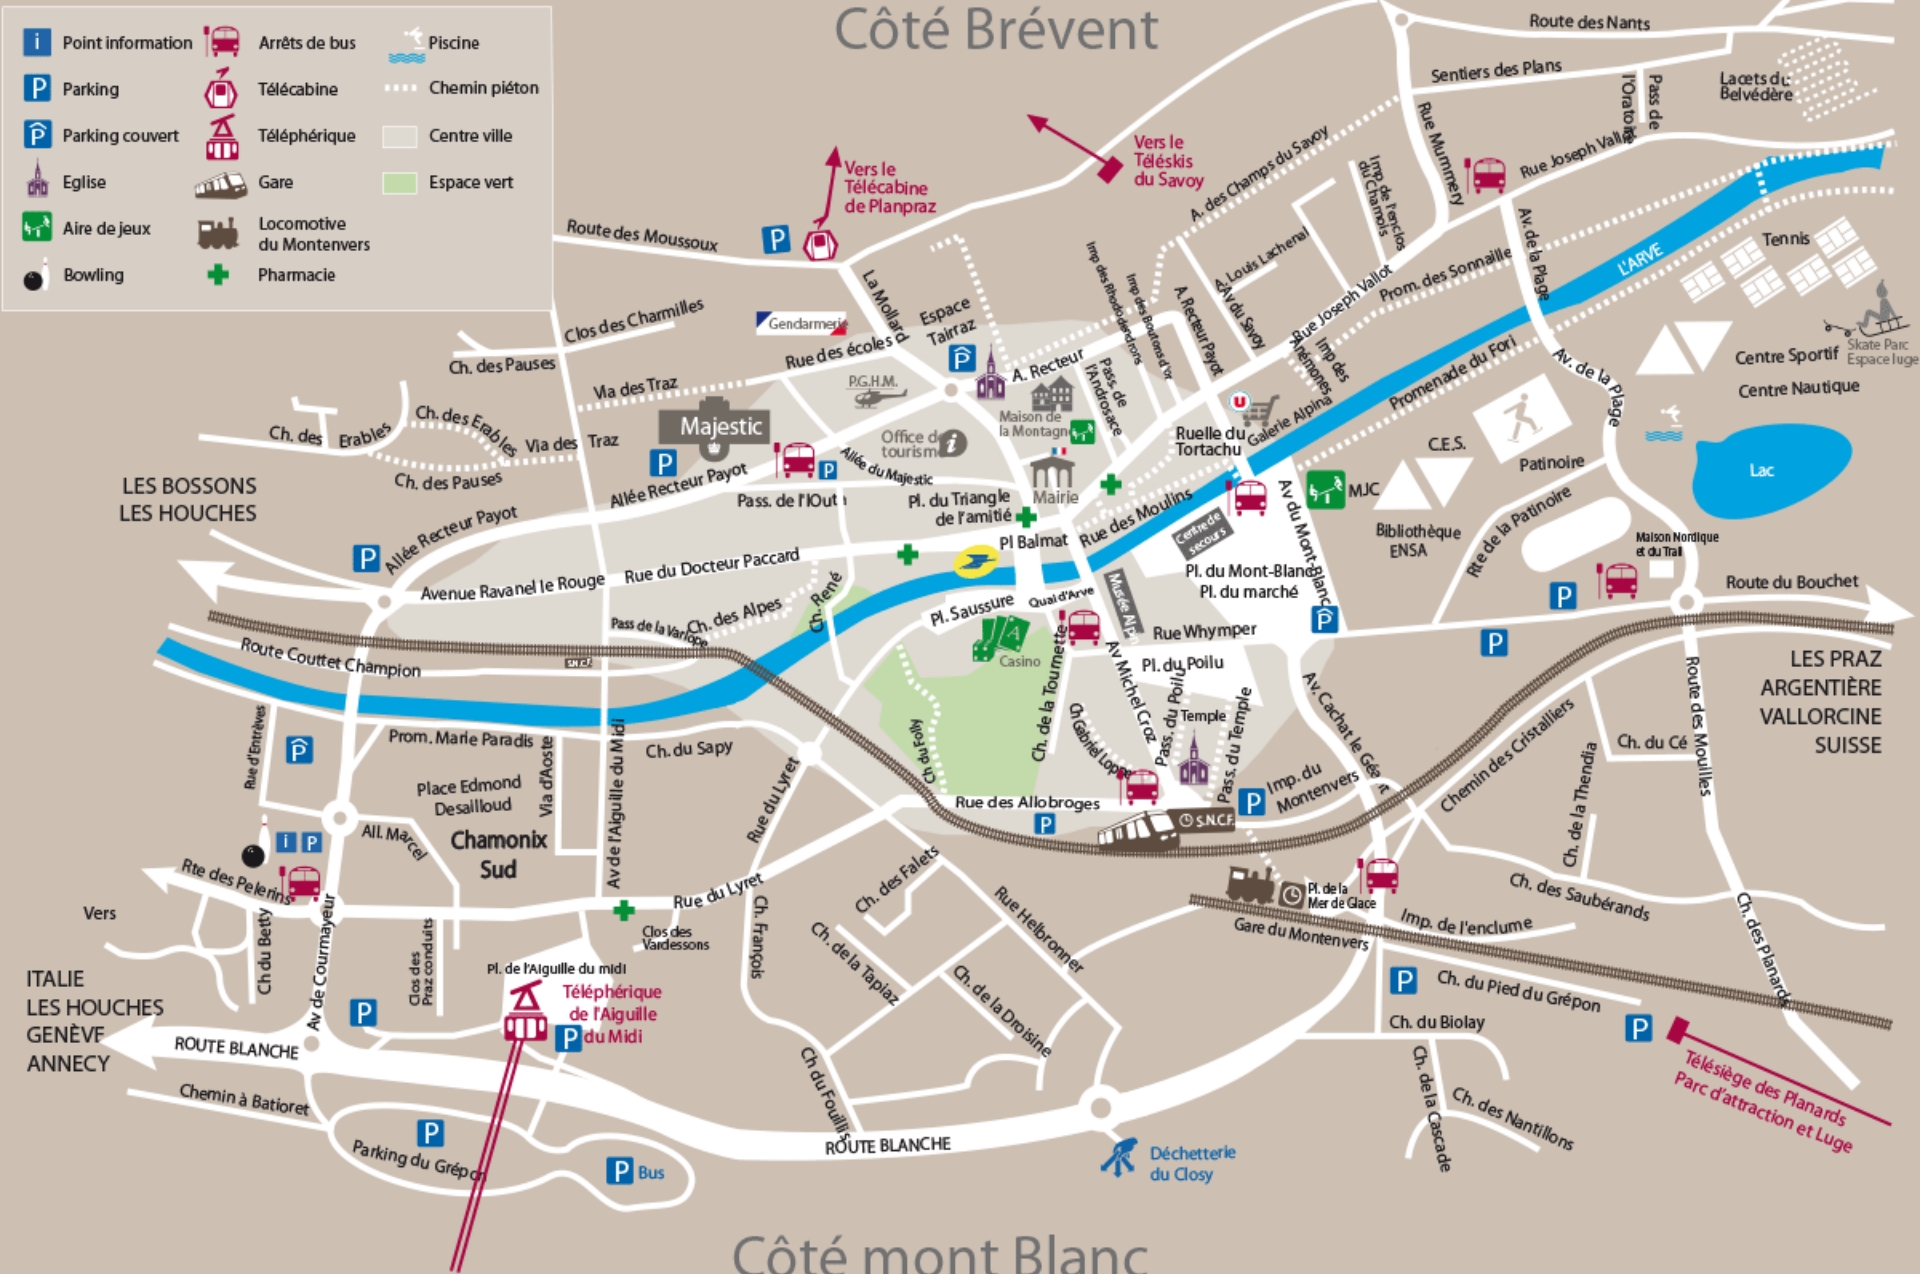 Côté Brévent
i
Point information
Arrêts de bus
Piscine
P
Parking
Télécabine
Chemin piéton
P
Parking couvert
Téléphérique
Centre ville
Eglise
Gare
Espace vert
Aire de jeux
Locomotive
du Montenvers
Bowling
Pharmacie
Route des Nants
Sentiers des Plans
Pass de
l'Oratoire
Lacets du
Belvédère
Rue Mummery
Rue Joseph Vallot
Vers le
Téléskis
du Savoy
A. des Champs du Savoy
Imp de l'enclos
du Chamois
Vers le
Télécabine
de Planpraz
Route des Moussoux
P
La Mollard
Espace
Tairraz
Imp des Rhododendrons
Imp des Boutons d'or
A. Recteur Payot
A. Louis Lachenal
Av du Savoy
Rue Joseph Vallot
Prom. des Sonnaille
Av. de la Plage
L'ARVE
Tennis
Skate Parc
Espace luge
Centre Sportif
Centre Nautique
Clos des Charmilles
Gendarmerie
Rue des écoles
Ch. des Pauses
P
A. Recteur
Pass. de
l'Androsace
Imp des
Anémones
Promenade du Fori
Av. de la Plage
Via des Traz
P.G.H.M.
Maison de
la Montagne
U
Galerie Alpina
Ruelle du
Tortachu
Majestic
Office de
tourisme
i
Ch. des Erables
Ch. des Erables
Via des Traz
Ch. des Pauses
P
P
Allée Recteur Payot
Allée du Majestic
Pass. de l'IOuth
Pl. du Triangle
de l'amitié
Mairie
C.E.S.
Patinoire
Lac
LES BOSSONS
LES HOUCHES
P
Allée Recteur Payot
Pl Balmat
Rue des Moulins
Centre de
secours
Av du Mont-Blanc
MJC
Bibliothèque
ENSA
Rte de la Patinoire
Maison Nordique
et du Trail
Avenue Ravanel le Rouge
Rue du Docteur Paccard
Pl. du Mont-Blanc
Pl. du marché
P
P
P
Route du Bouchet
Pass de la Varlope
Ch. des Alpes
Ch. René
Pl. Saussure
Quai d'Arve
Musée Alpin
Rue Whymper
Pl. du Poilu
A
Casino
S.N.C.F.
Route Couttet Champion
LES PRAZ
ARGENTIÈRE
VALLORCINE
SUISSE
Rue d'Entrèves
P
Prom. Marie Paradis
Via d'Aoste
Av de l'Aiguille du Midi
Ch. du Sapy
Rue du Lyret
Ch du Folly
Ch. de la Tournette
Ch Gabriel Loppé
Av Michel Croz
Pass. du Poilu
Temple
Pass. du Temple
Av. Cachat le Géant
Imp. du
Montenvers
P
Chemin des Cristalliers
Ch. de la Thendia
Ch. du Cé
Route des Mouilles
Place Edmond
Desailloud
Chamonix
Sud
All. Marcel
i
P
Rte des Pelerins
Rue des Allobroges
P
S.N.C.F.
Rue du Lyret
Ch. des Falets
Rue Helbronner
Pl. de la
Mer de Glace
Gare du Montenvers
Imp. de l'enclume
Ch. des Saubérands
Ch. des Planards
Vers
Ch du Betty
Av de Courmayeur
Clos des
Praz conduits
Clos des
Vardessons
Ch. François
Ch. de la Tapiaz
Ch. de la Droisine
Pl. de l'Aiguille du midi
Téléphérique
de l'Aiguille
du Midi
P
P
P
Ch. du Pied du Grépon
P
Ch. du Biolay
ITALIE
LES HOUCHES
GENÈVE
ANNECY
ROUTE BLANCHE
Chemin à Batioret
Ch du Fouillis
Ch. de la Cascade
Ch. des Nantillons
Télésiège des Planards
Parc d'attraction et Luge
P
Parking du Grépon
P
Bus
ROUTE BLANCHE
Déchetterie
du Closy
Côté mont Blanc